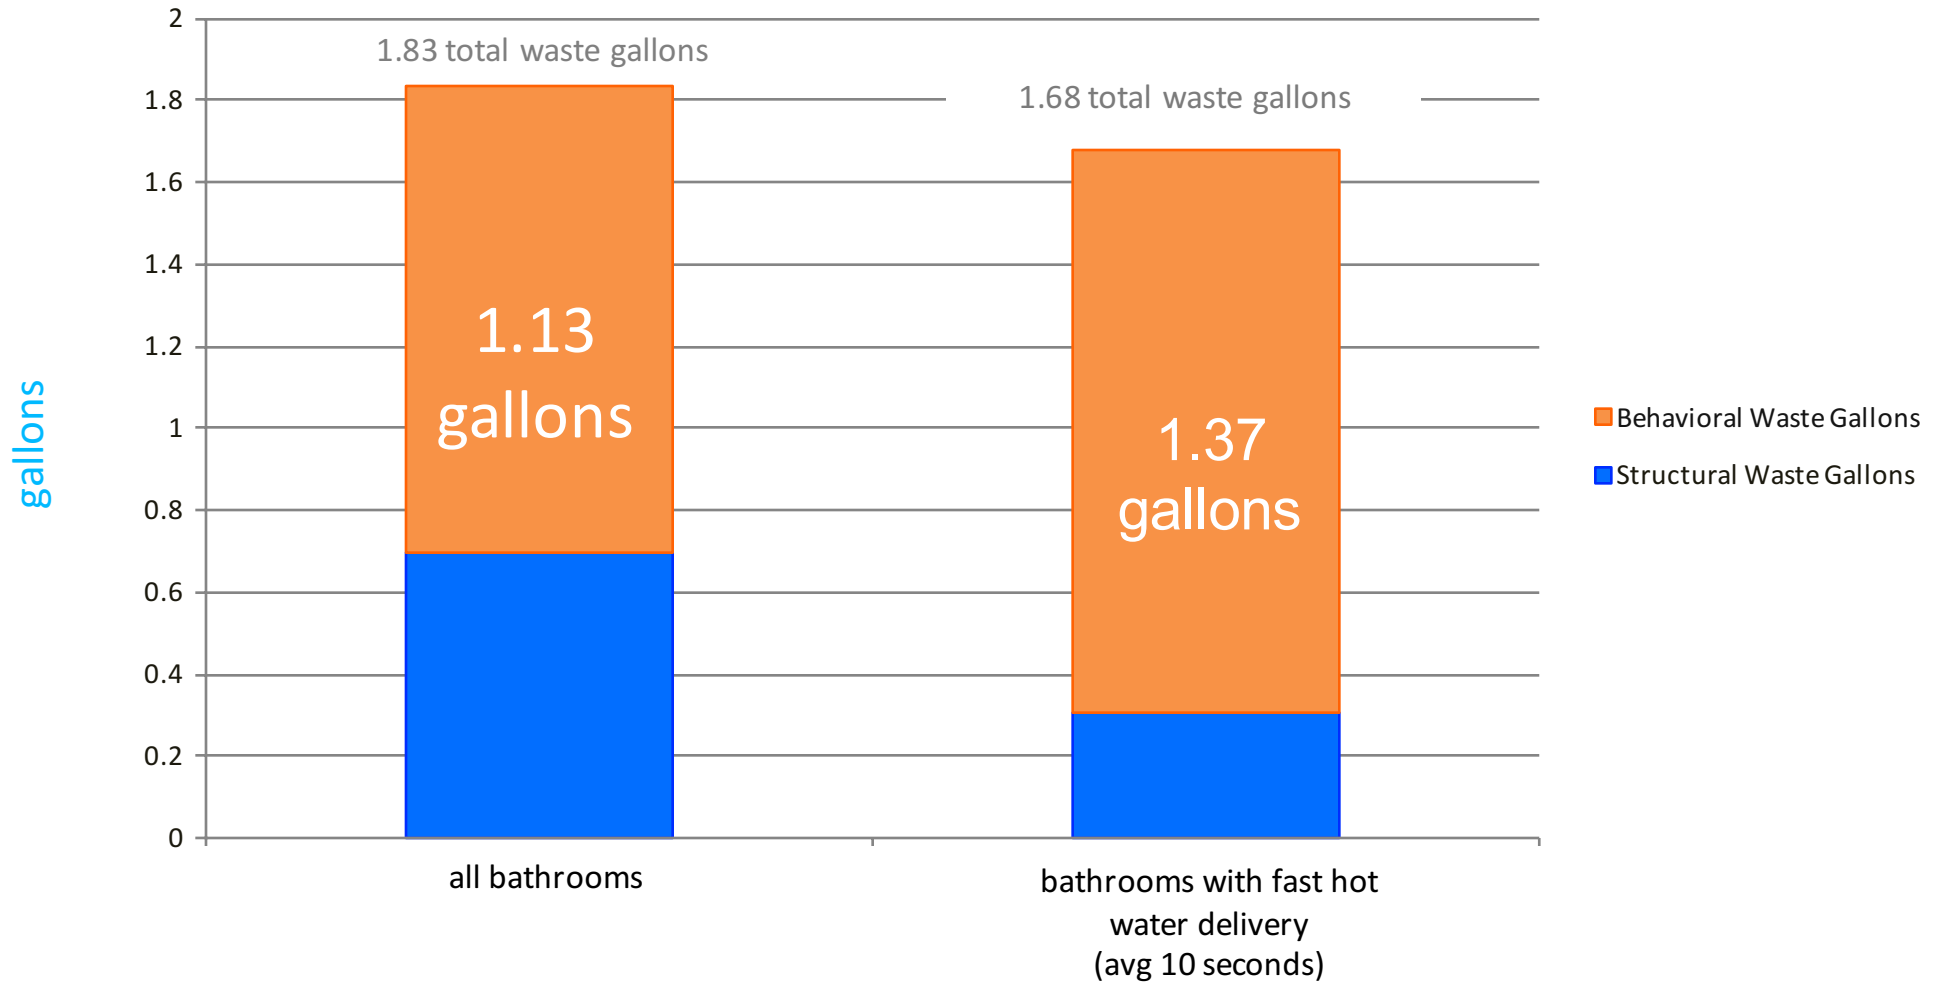 2
1.83 total waste gallons
1.8
1.68 total waste gallons
1.6
1.4
1.2
1
0.8
0.6
0.4
0.2
0
gallons
1.13
gallons
1.37
gallons
Behavioral Waste Gallons
Structural Waste Gallons
all bathrooms
bathrooms with fast hot
water delivery
(avg 10 seconds)